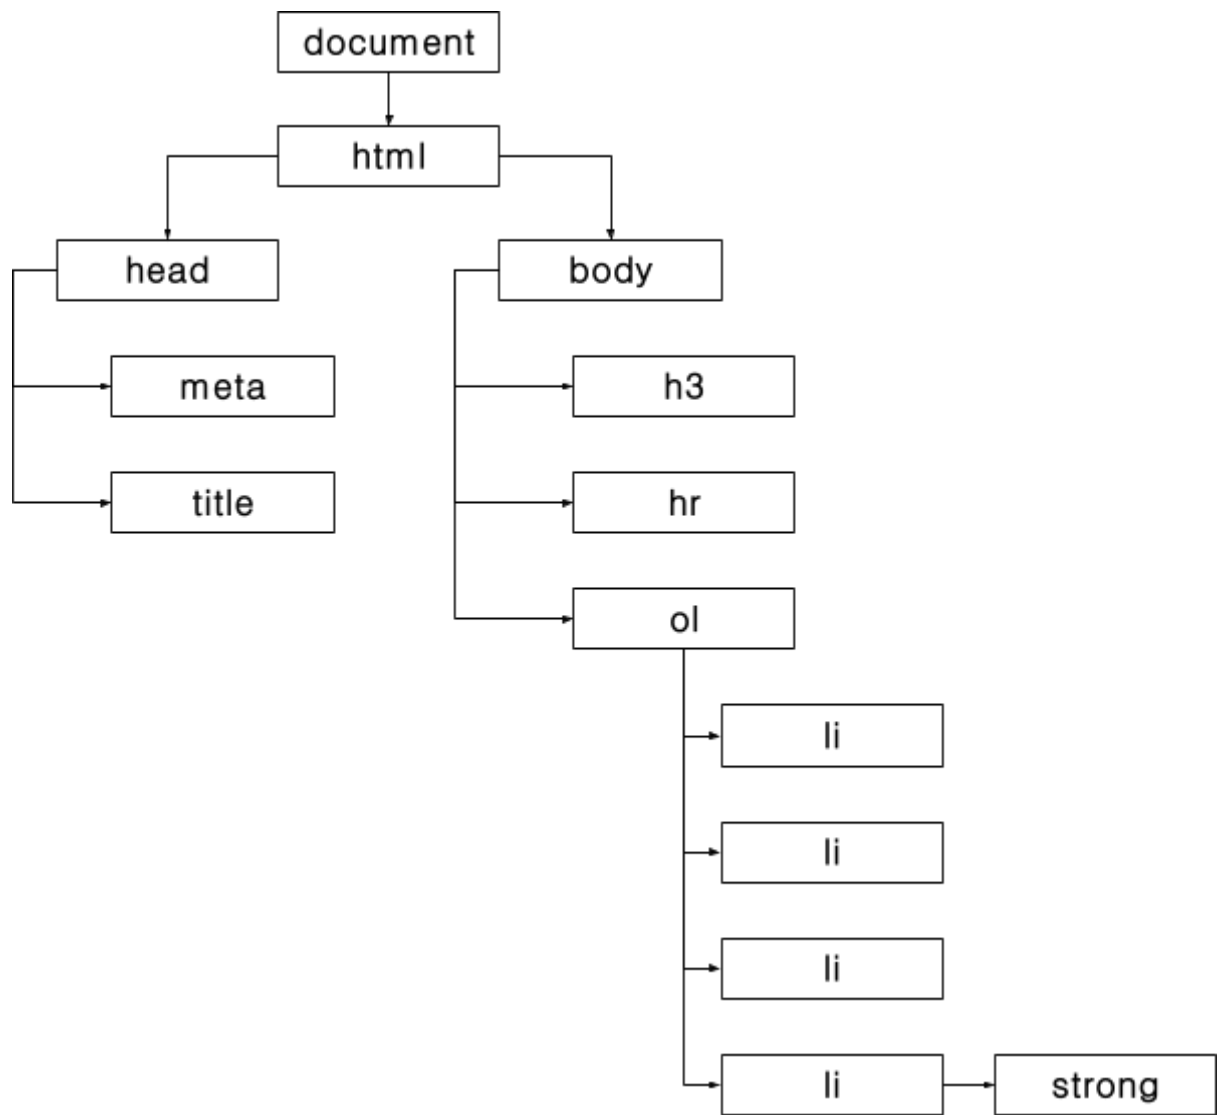 document
html
head
body
meta
h3
title
hr
ol
li
li
li
li
strong